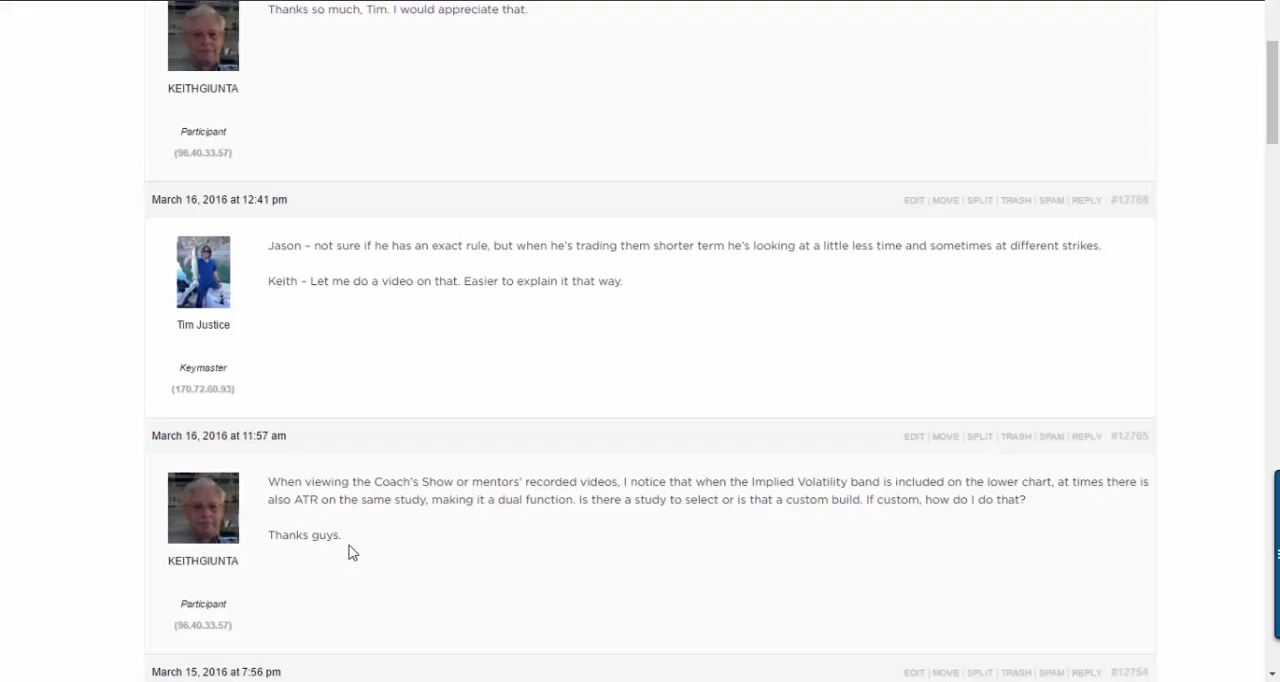 Thanks so much, Tim. I would appreciate that.
KEITHGIUNTA
Participant
(96.40.33.57)
March 16, 2016 at 12:41 pm
EDIT | MOVE | SPLIT | TRASH | SPAM | REPLY #12768
Jason – not sure if he has an exact rule, but when he's trading them shorter term he's looking at a little less time and sometimes at different strikes.
Keith – Let me do a video on that. Easier to explain it that way.
Tim Justice
Keymaster
(170.72.60.93)
March 16, 2016 at 11:57 am
EDIT | MOVE | SPLIT | TRASH | SPAM | REPLY #12765
When viewing the Coach's Show or mentors' recorded videos, I notice that when the Implied Volatility band is included on the lower chart, at times there is
also ATR on the same study, making it a dual function. Is there a study to select or is that a custom build. If custom, how do I do that?
Thanks guys.
KEITHGIUNTA
Participant
(96.40.33.57)
March 15, 2016 at 7:56 pm
EDIT | MOVE | SPLIT | TRASH | SPAM | REPLY #12754